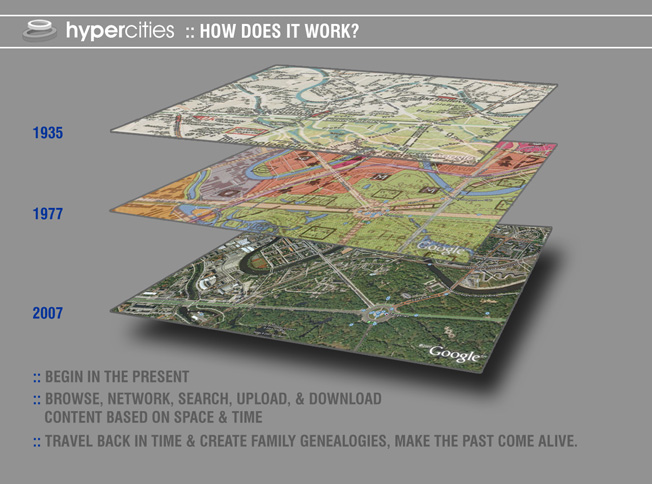 hypercities :: HOW DOES IT WORK?
1935
1977
Google
2007
Google
:: BEGIN IN THE PRESENT
:: BROWSE, NETWORK, SEARCH, UPLOAD, & DOWNLOAD
CONTENT BASED ON SPACE & TIME
:: TRAVEL BACK IN TIME & CREATE FAMILY GENEALOGIES, MAKE THE PAST COME ALIVE.